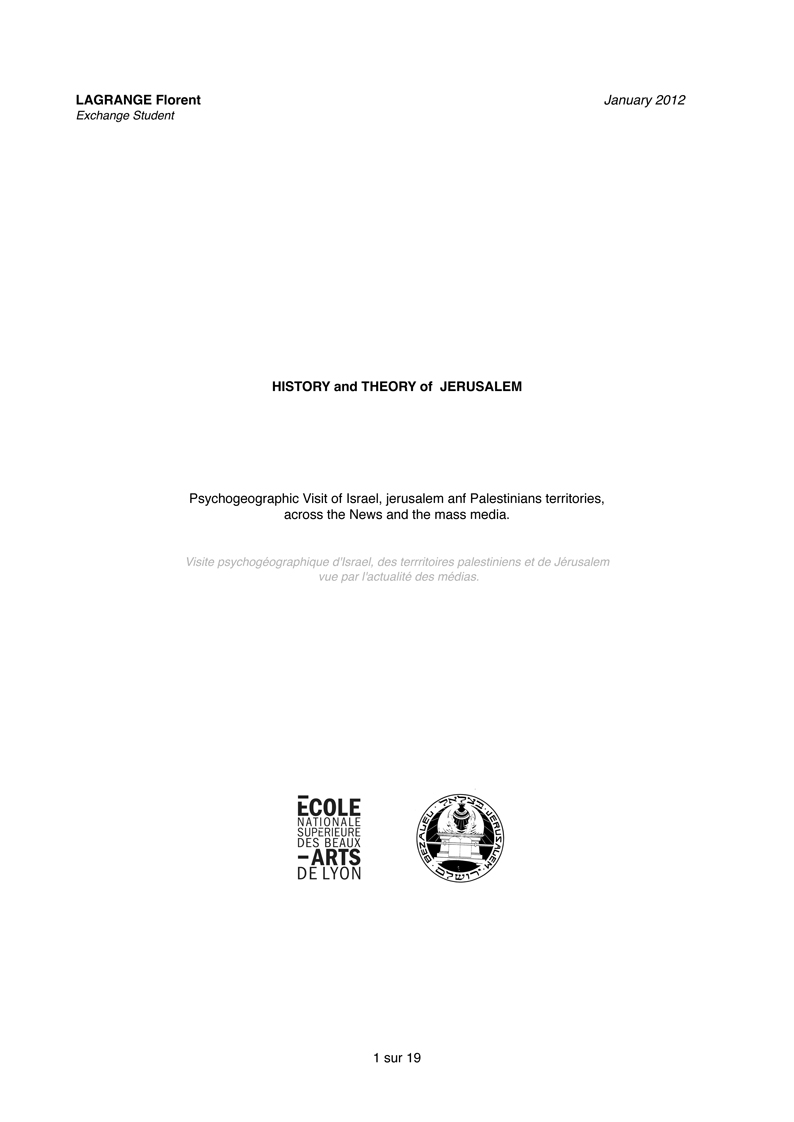 LAGRANGE Florent
January 2012
Exchange Student
HISTORY and THEORY of  JERUSALEM
Psychogeographic Visit of Israel, jerusalem anf Palestinians territories,
across the News and the mass media.
Visite psychogéographique d'Israel, des terrritoires palestiniens et de Jérusalem
vue par l'actualité des médias.
ECOLE
NATIONALE
SUPERIEURE
DES BEAUX
–ARTS
DE LYON
בצלאל
BEZALEL
JERUSALEM
ירושלם
1 sur 19